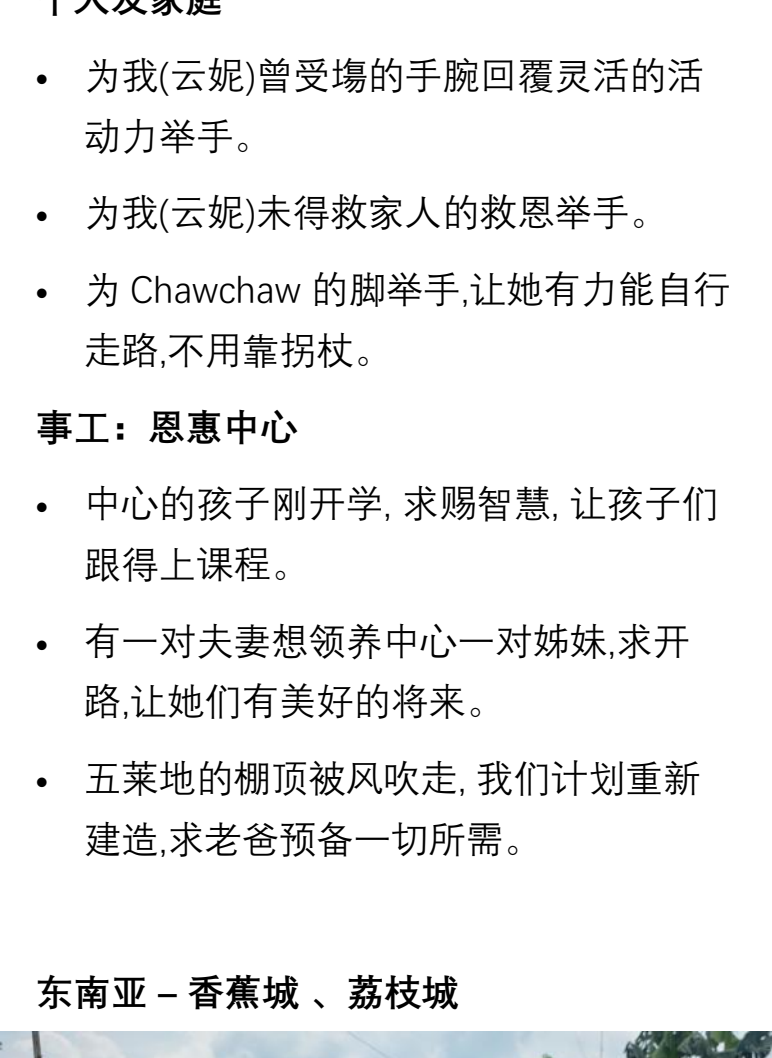 个人及家庭
• 为我(云妮)曾受塲的手腕回覆灵活的活
动力举手。
• 为我(云妮)未得救家人的救恩举手。
• 为 Chawchaw 的脚举手,让她有力能自行
走路,不用靠拐杖。
事工：恩惠中心
• 中心的孩子刚开学, 求赐智慧, 让孩子们
跟得上课程。
• 有一对夫妻想领养中心一对姊妹,求开
路,让她们有美好的将来。
• 五莱地的棚顶被风吹走, 我们计划重新
建造,求老爸预备一切所需。
东南亚 – 香蕉城 、荔枝城